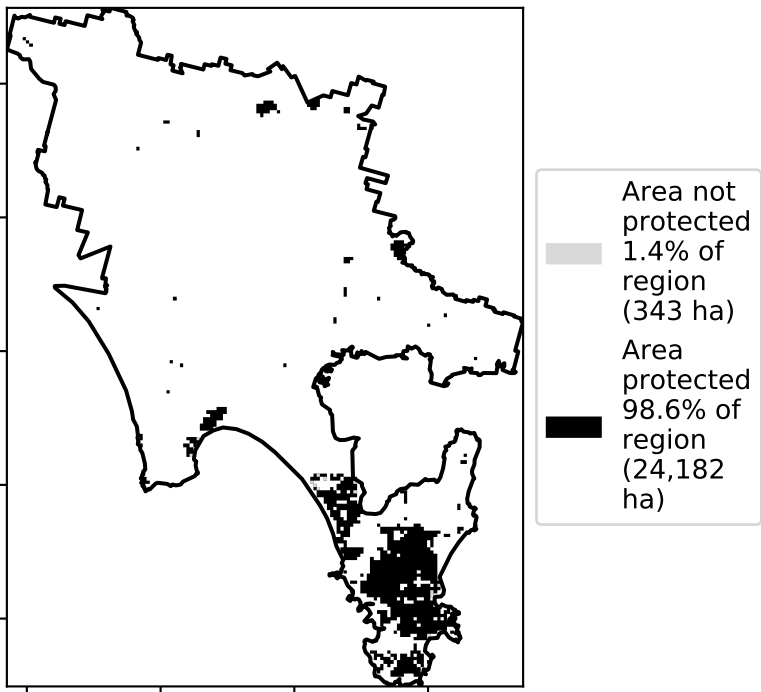 Area not
protected
1.4% of
region
(343 ha)
Area
protected
98.6% of
region
(24,182
ha)